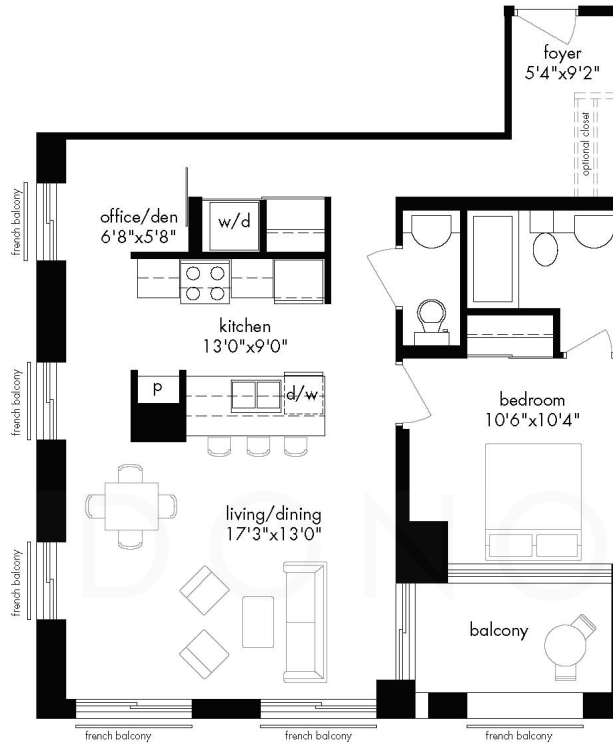 foyer
5'4"x9'2"
optional closet
french balcony
office/den
6'8"x5'8"
w/d
kitchen
13'0"x9'0"
french balcony
p
d/w
bedroom
10'6"x10'4"
living/dining
17'3"x13'0"
DONO
french balcony
balcony
french balcony
french balcony
french balcony